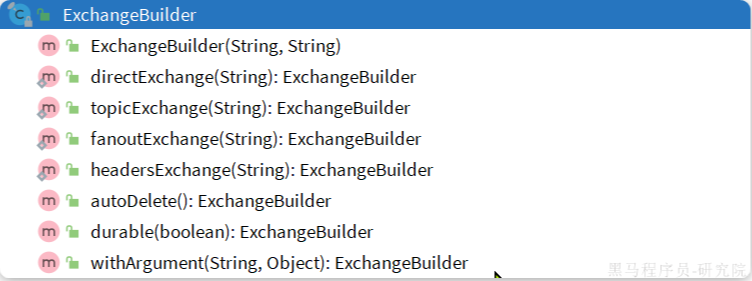 ExchangeBuilder
ExchangeBuilder(String, String)
directExchange(String): ExchangeBuilder
topicExchange(String): ExchangeBuilder
fanoutExchange(String): ExchangeBuilder
headersExchange(String): ExchangeBuilder
autoDelete(): ExchangeBuilder
durable(boolean): ExchangeBuilder
withArgument(String, Object): ExchangeBuilder
黑马程序员-研究院